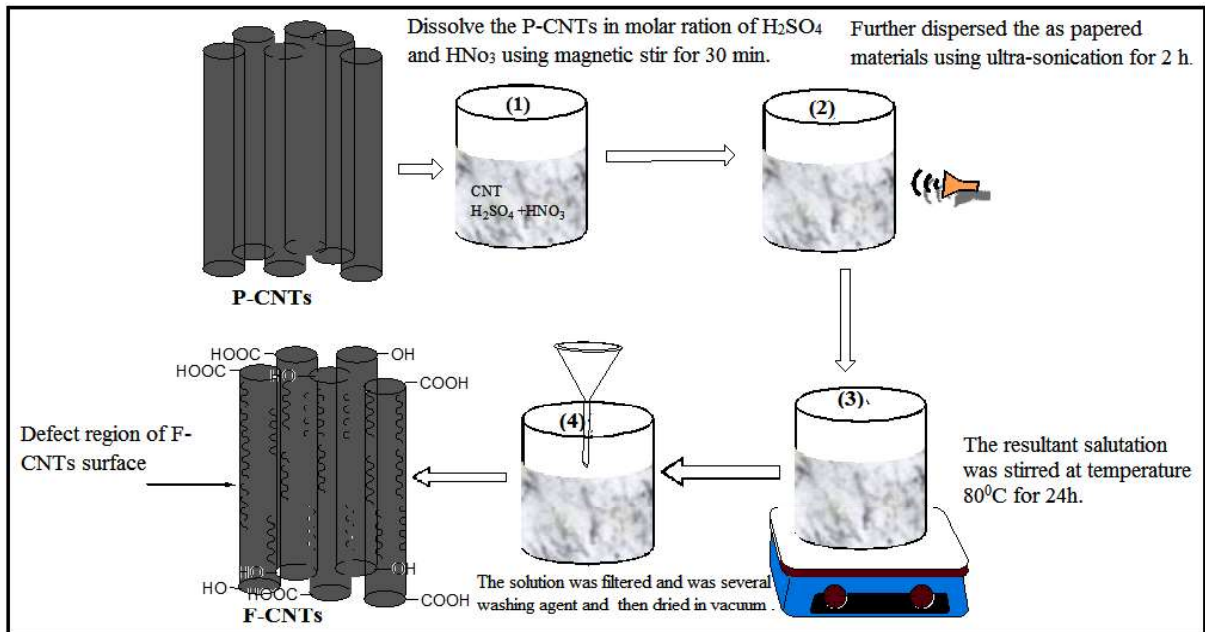 Dissolve the P-CNTs in molar ration of H₂SO₄
and HNo₃ using magnetic stir for 30 min.
Further dispersed the as papered
materials using ultra-sonication for 2 h.
(1)
CNT
H₂SO₄ +HNO₃
(2)
P-CNTs
(3)
The resultant salutation
was stirred at temperature
80⁰C for 24h.
(4)
The solution was filtered and was several
washing agent and then dried in vacuum .
HOOC
OH
HOOC
HO
COOH
Defect region of F-
CNTs surface
HO
OH
HO
HOOC
COOH
F-CNTs